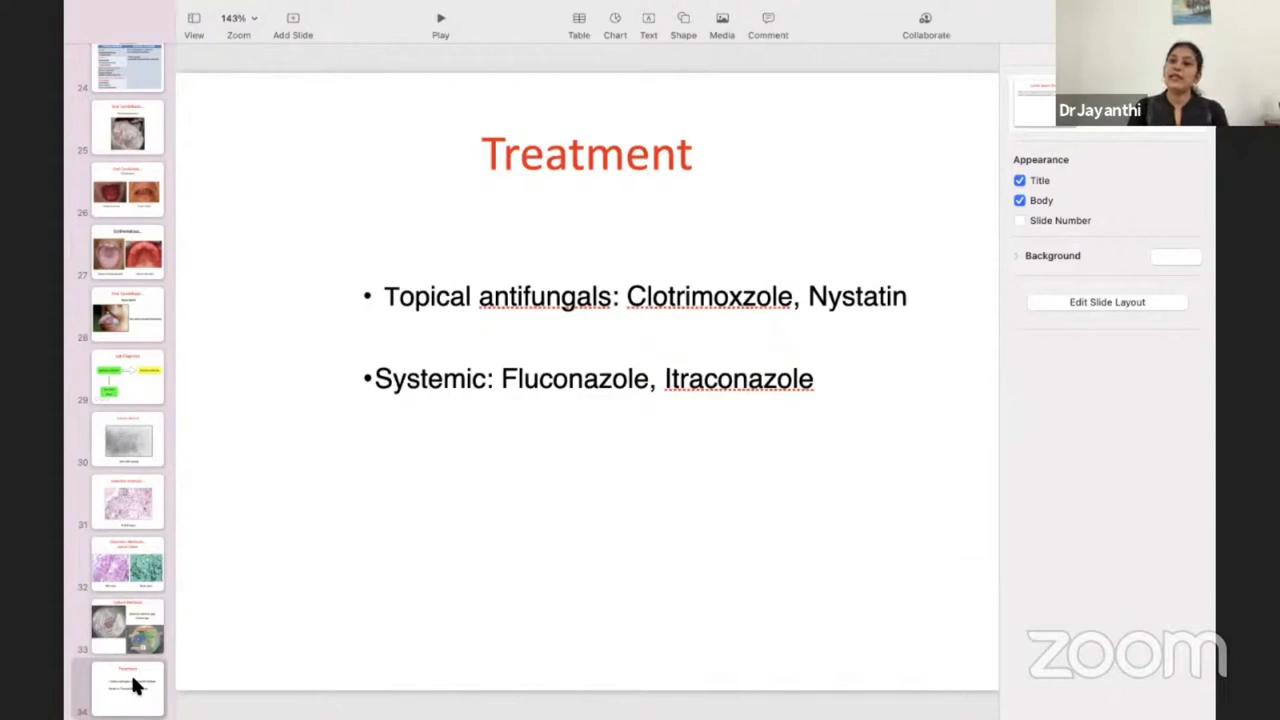 143%
View
Zoom
Add Slide
Play
Table
Chart
Text
Shape
Media
Comment
Collaborate
Dr Jayanthi
24
25
26
27
28
29
30
31
32
33
34
Treatment
• Topical antifungals: Clotrimoxzole, Nystatin
•Systemic: Fluconazole, Itraconazole
Appearance
Title
Body
Slide Number
Background
Edit Slide Layout
zoom